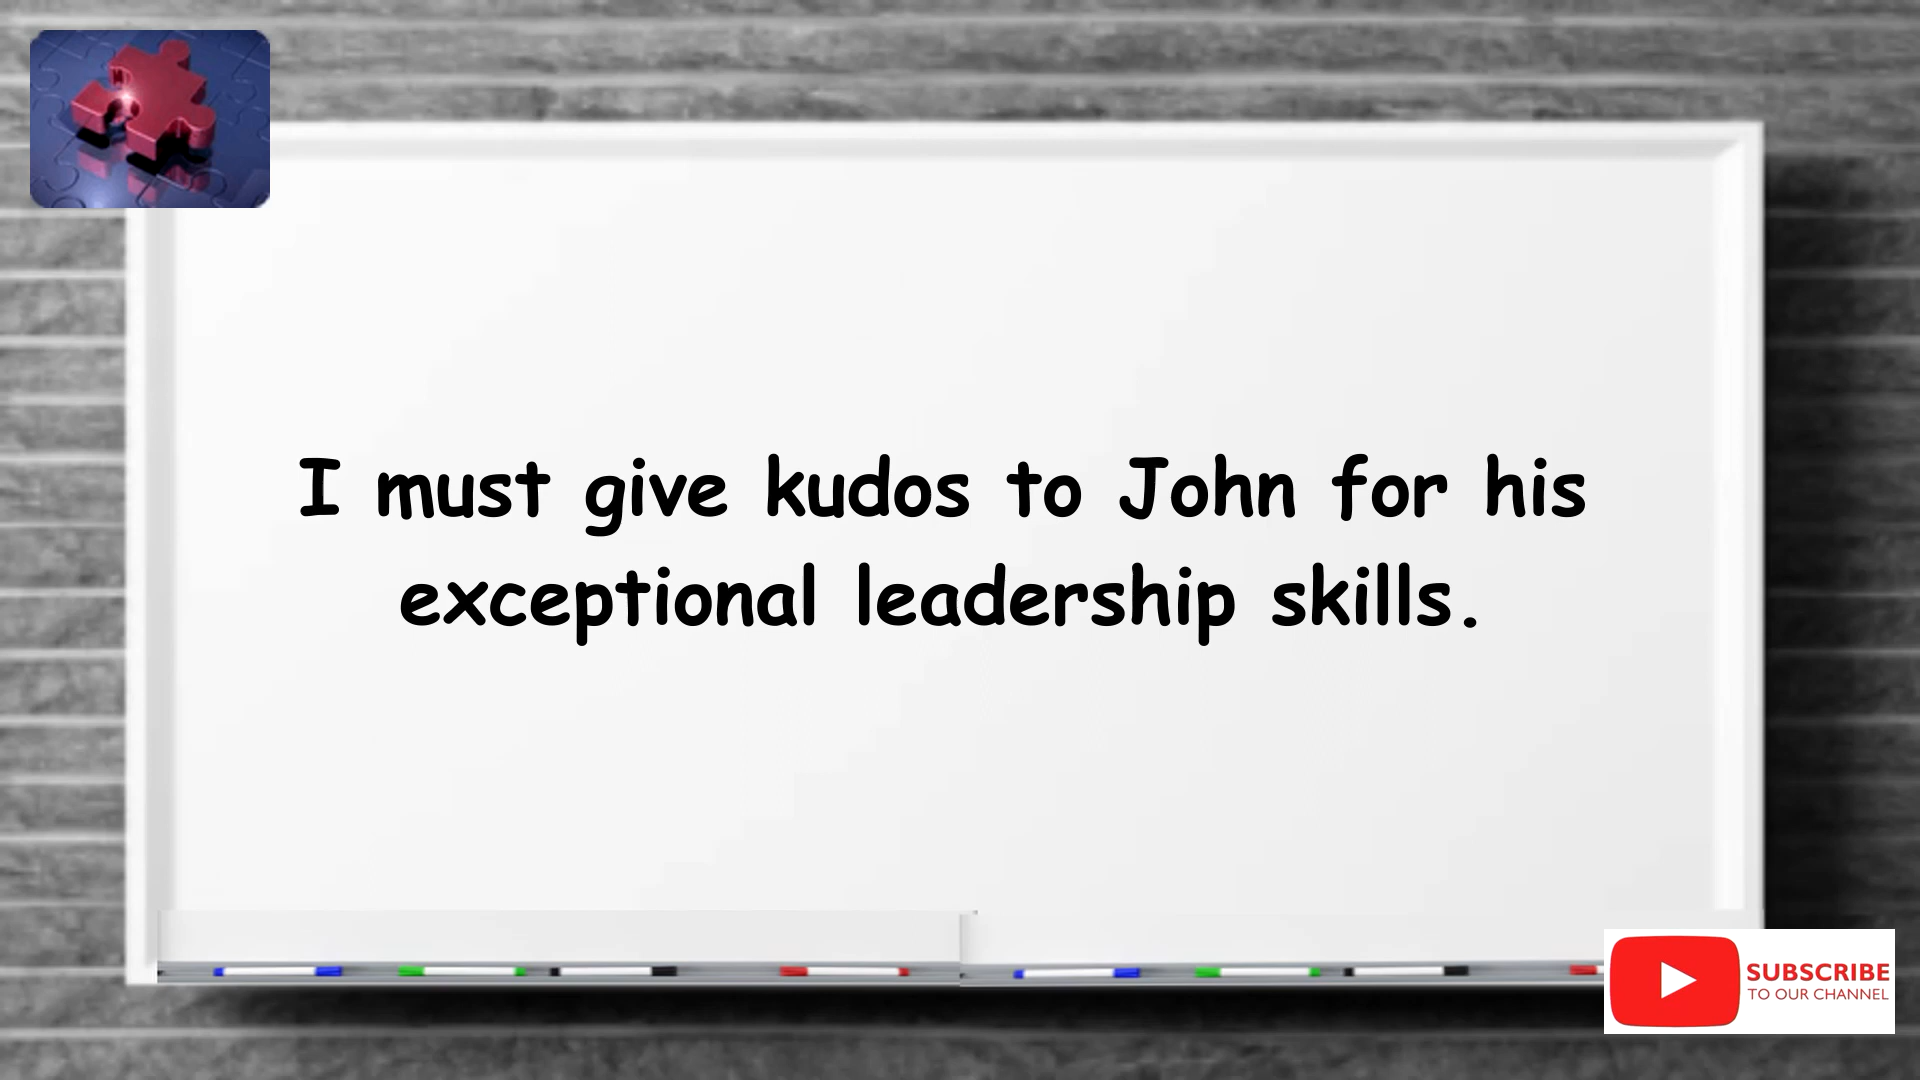 I must give kudos to John for his
exceptional leadership skills.
SUBSCRIBE
TO OUR CHANNEL